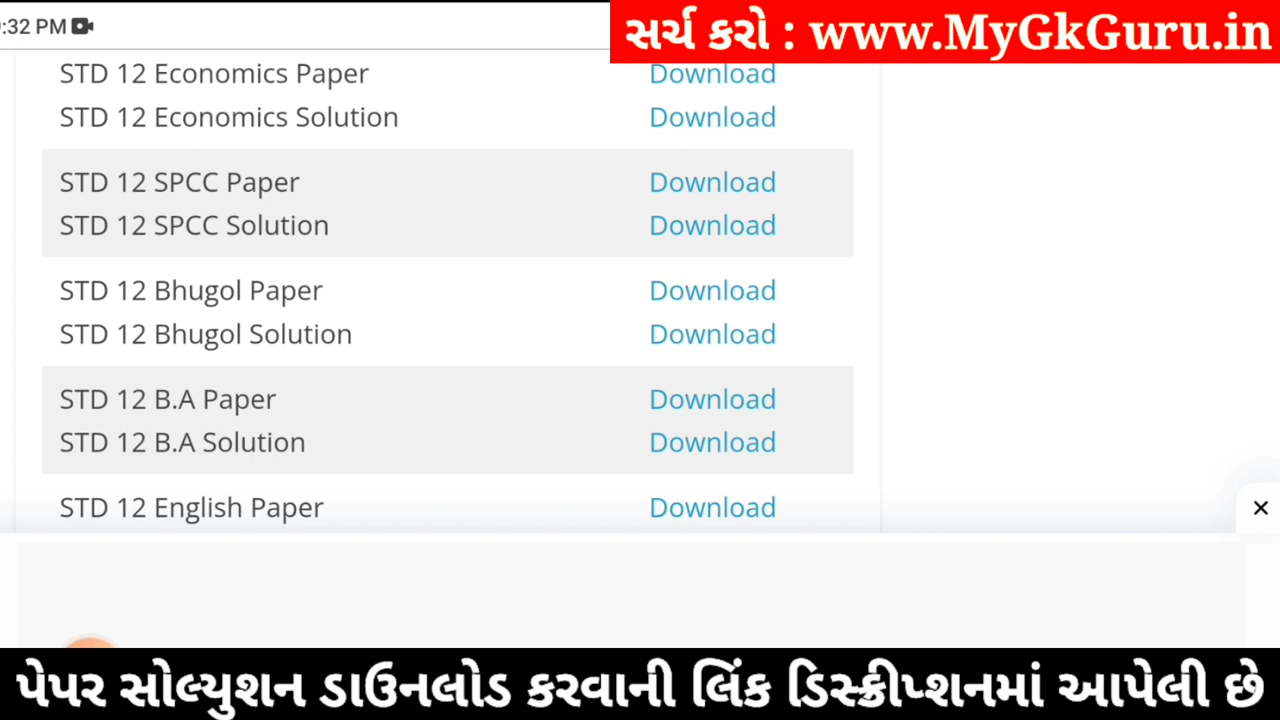 :32 PM
સર્ચ કરો : www.MyGkGuru.in
STD 12 Economics Paper Download
STD 12 Economics Solution Download
STD 12 SPCC Paper Download
STD 12 SPCC Solution Download
STD 12 Bhugol Paper Download
STD 12 Bhugol Solution Download
STD 12 B.A Paper Download
STD 12 B.A Solution Download
STD 12 English Paper Download
પેપર સોલ્યુશન ડાઉનલોડ કરવાની લિંક ડિસ્ક્રીપ્શનમાં આપેલી છે